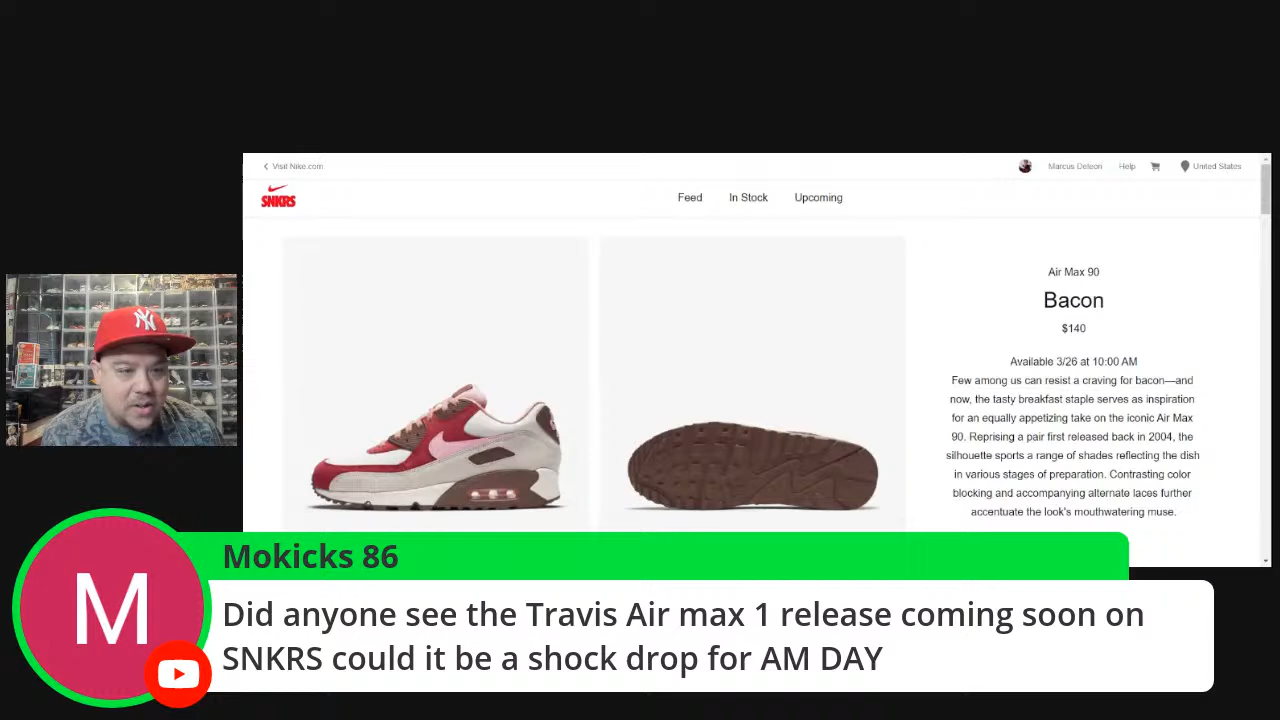 Visit Nike.com
Marcus Deleon
Help
United States
SNKRS
Feed
In Stock
Upcoming
NY
Air Max 90
Bacon
$140
Available 3/26 at 10:00 AM
Few among us can resist a craving for bacon—and
now, the tasty breakfast staple serves as inspiration
for an equally appetizing take on the iconic Air Max
90. Reprising a pair first released back in 2004, the
silhouette sports a range of shades reflecting the dish
in various stages of preparation. Contrasting color
blocking and accompanying alternate laces further
accentuate the look's mouthwatering muse.
M
Mokicks 86
Did anyone see the Travis Air max 1 release coming soon on
SNKRS could it be a shock drop for AM DAY